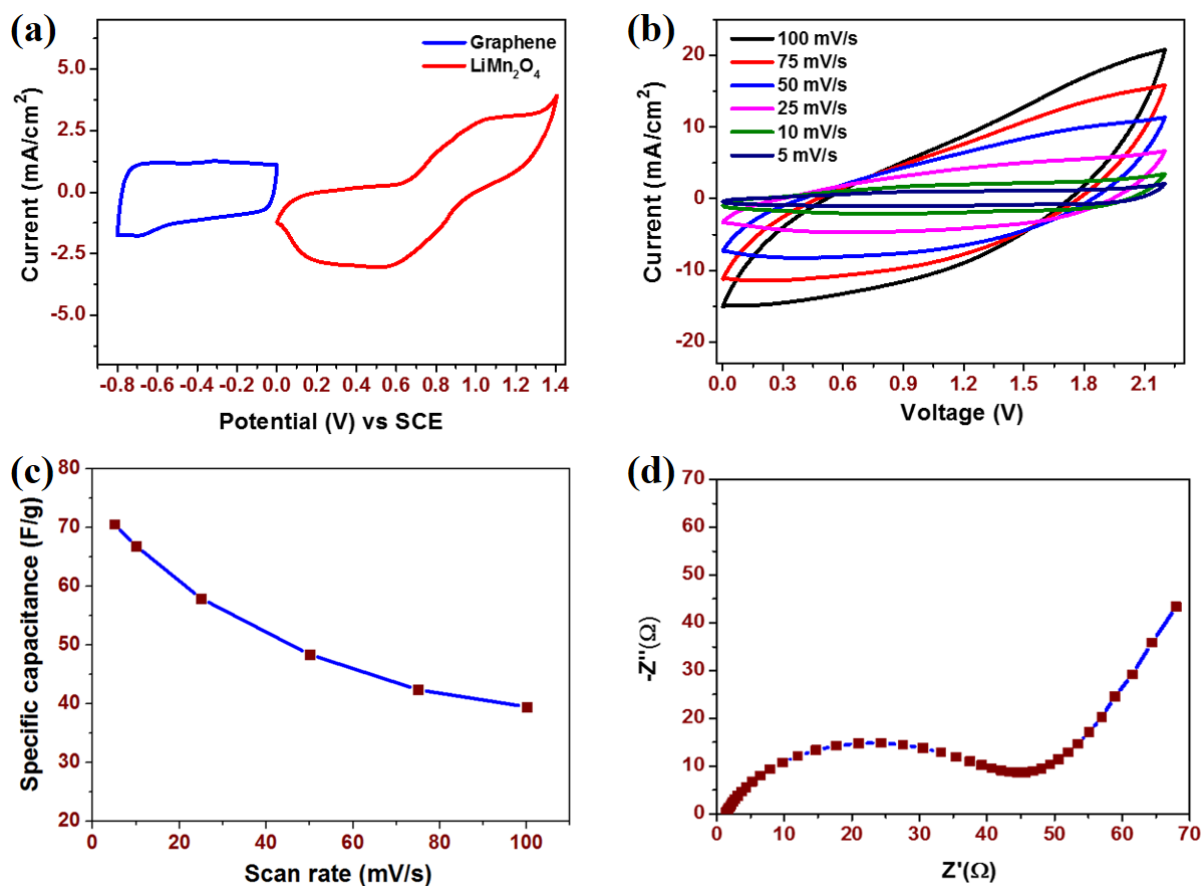 (a)
Graphene
LiMn₂O₄
5.0
2.5
0.0
-2.5
-5.0
Current (mA/cm²)
-0.8 -0.6 -0.4 -0.2 0.0 0.2 0.4 0.6 0.8 1.0 1.2 1.4
Potential (V) vs SCE
(b)
100 mV/s
75 mV/s
50 mV/s
25 mV/s
10 mV/s
5 mV/s
20
10
0
-10
-20
Current (mA/cm²)
0.0 0.3 0.6 0.9 1.2 1.5 1.8 2.1
Voltage (V)
(c)
80
70
60
50
40
30
20
Specific capacitance (F/g)
0 20 40 60 80 100
Scan rate (mV/s)
(d)
70
60
50
40
30
20
10
0
-Z''(Ω)
0 10 20 30 40 50 60 70
Z'(Ω)